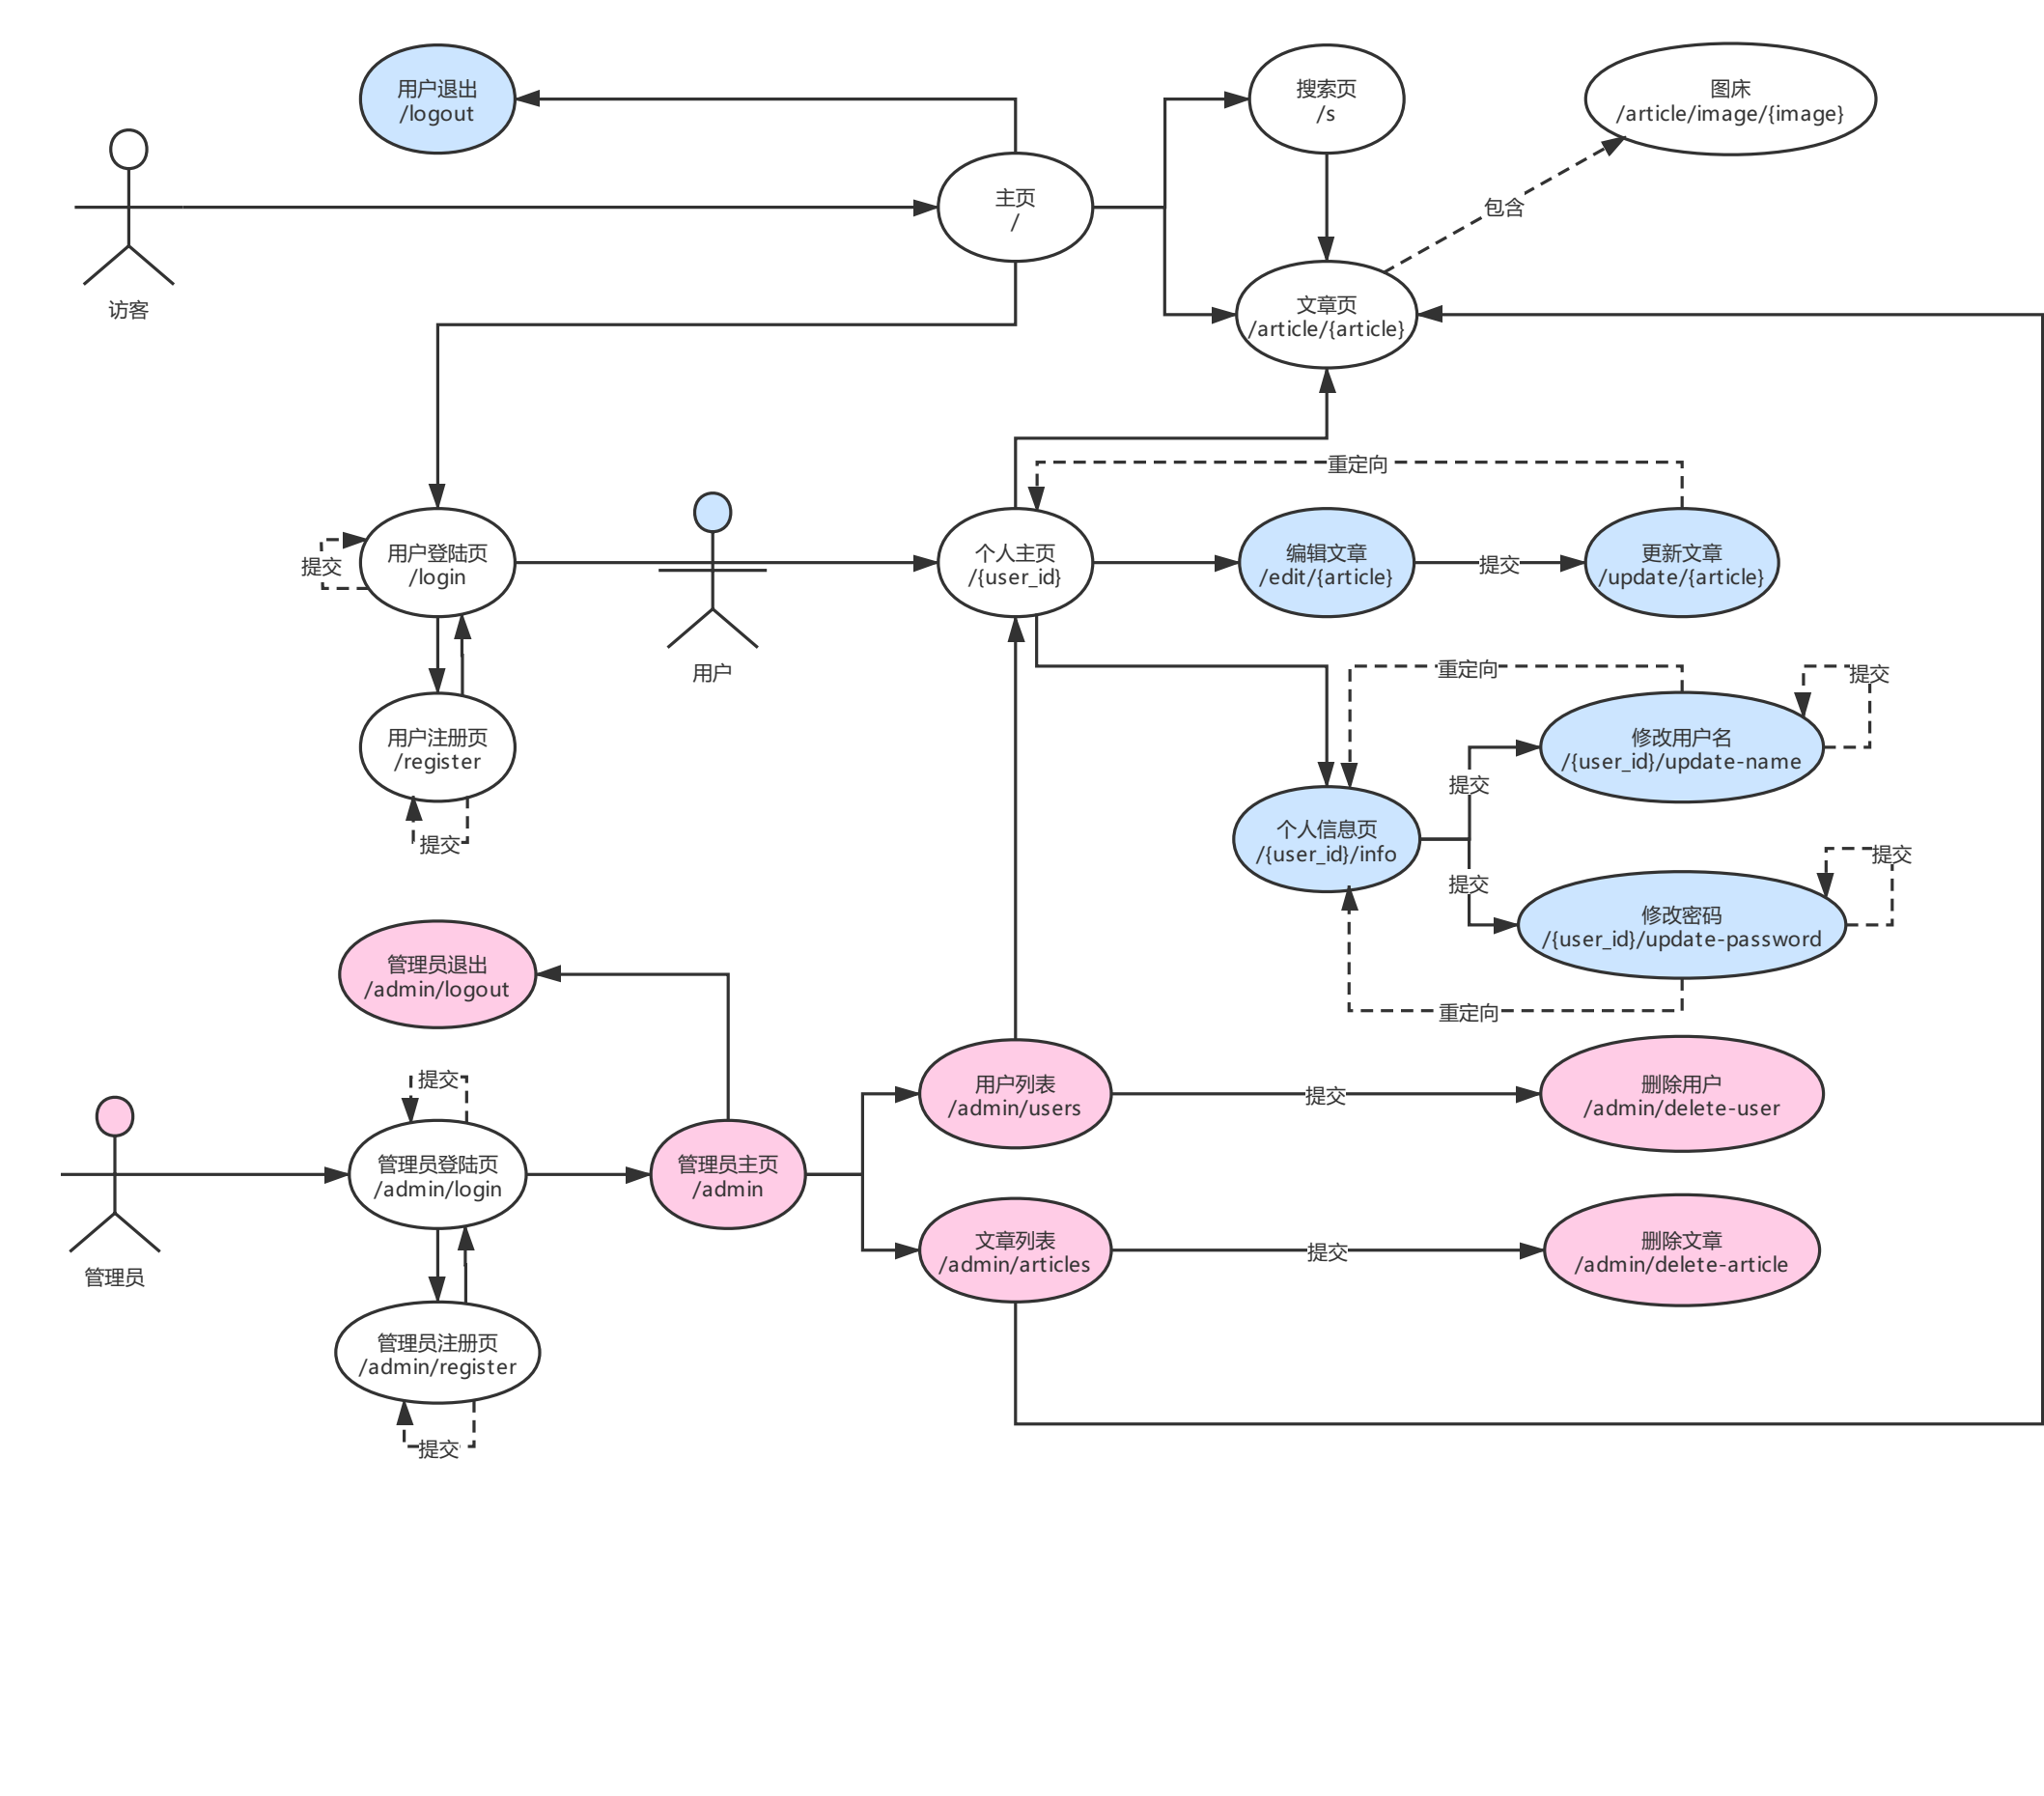 用户退出
/logout
搜索页
/s
图床
/article/image/{image}
主页
/
包含
访客
文章页
/article/{article}
重定向
用户登陆页
/login
提交
用户
个人主页
/{user_id}
编辑文章
/edit/{article}
提交
更新文章
/update/{article}
重定向
提交
用户注册页
/register
提交
修改用户名
/{user_id}/update-name
提交
个人信息页
/{user_id}/info
提交
提交
修改密码
/{user_id}/update-password
重定向
管理员退出
/admin/logout
提交
用户列表
/admin/users
提交
删除用户
/admin/delete-user
管理员
管理员登陆页
/admin/login
管理员主页
/admin
文章列表
/admin/articles
提交
删除文章
/admin/delete-article
管理员注册页
/admin/register
提交